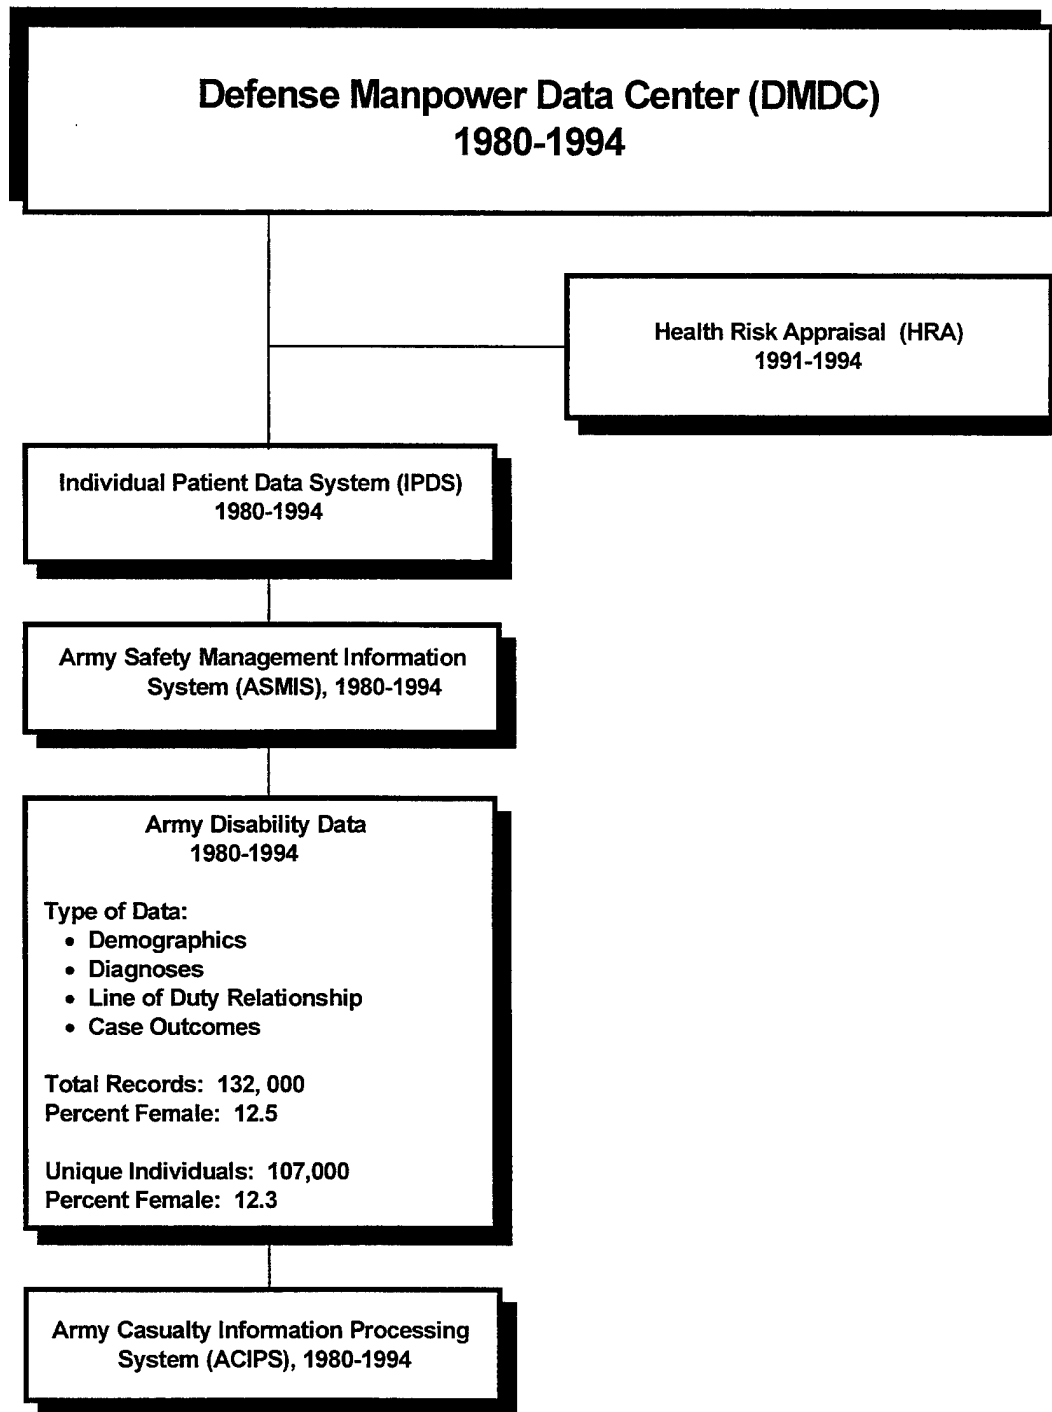 Defense Manpower Data Center (DMDC)
1980-1994
Health Risk Appraisal (HRA)
1991-1994
Individual Patient Data System (IPDS)
1980-1994
Army Safety Management Information
System (ASMIS), 1980-1994
Army Disability Data
1980-1994
Type of Data:
• Demographics
• Diagnoses
• Line of Duty Relationship
• Case Outcomes
Total Records: 132, 000
Percent Female: 12.5
Unique Individuals: 107,000
Percent Female: 12.3
Army Casualty Information Processing
System (ACIPS), 1980-1994